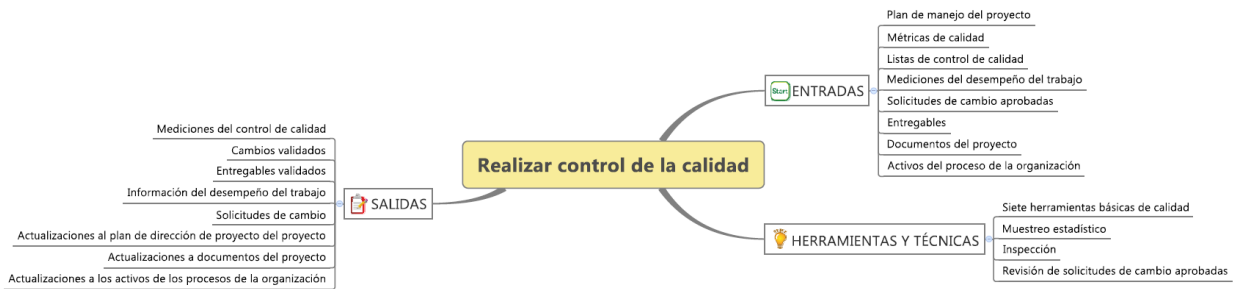 Realizar control de la calidad
Start
ENTRADAS
Plan de manejo del proyecto
Métricas de calidad
Listas de control de calidad
Mediciones del desempeño del trabajo
Solicitudes de cambio aprobadas
Entregables
Documentos del proyecto
Activos del proceso de la organización
HERRAMIENTAS Y TÉCNICAS
Siete herramientas básicas de calidad
Muestreo estadístico
Inspección
Revisión de solicitudes de cambio aprobadas
SALIDAS
Mediciones del control de calidad
Cambios validados
Entregables validados
Información del desempeño del trabajo
Solicitudes de cambio
Actualizaciones al plan de dirección de proyecto del proyecto
Actualizaciones a documentos del proyecto
Actualizaciones a los activos de los procesos de la organización